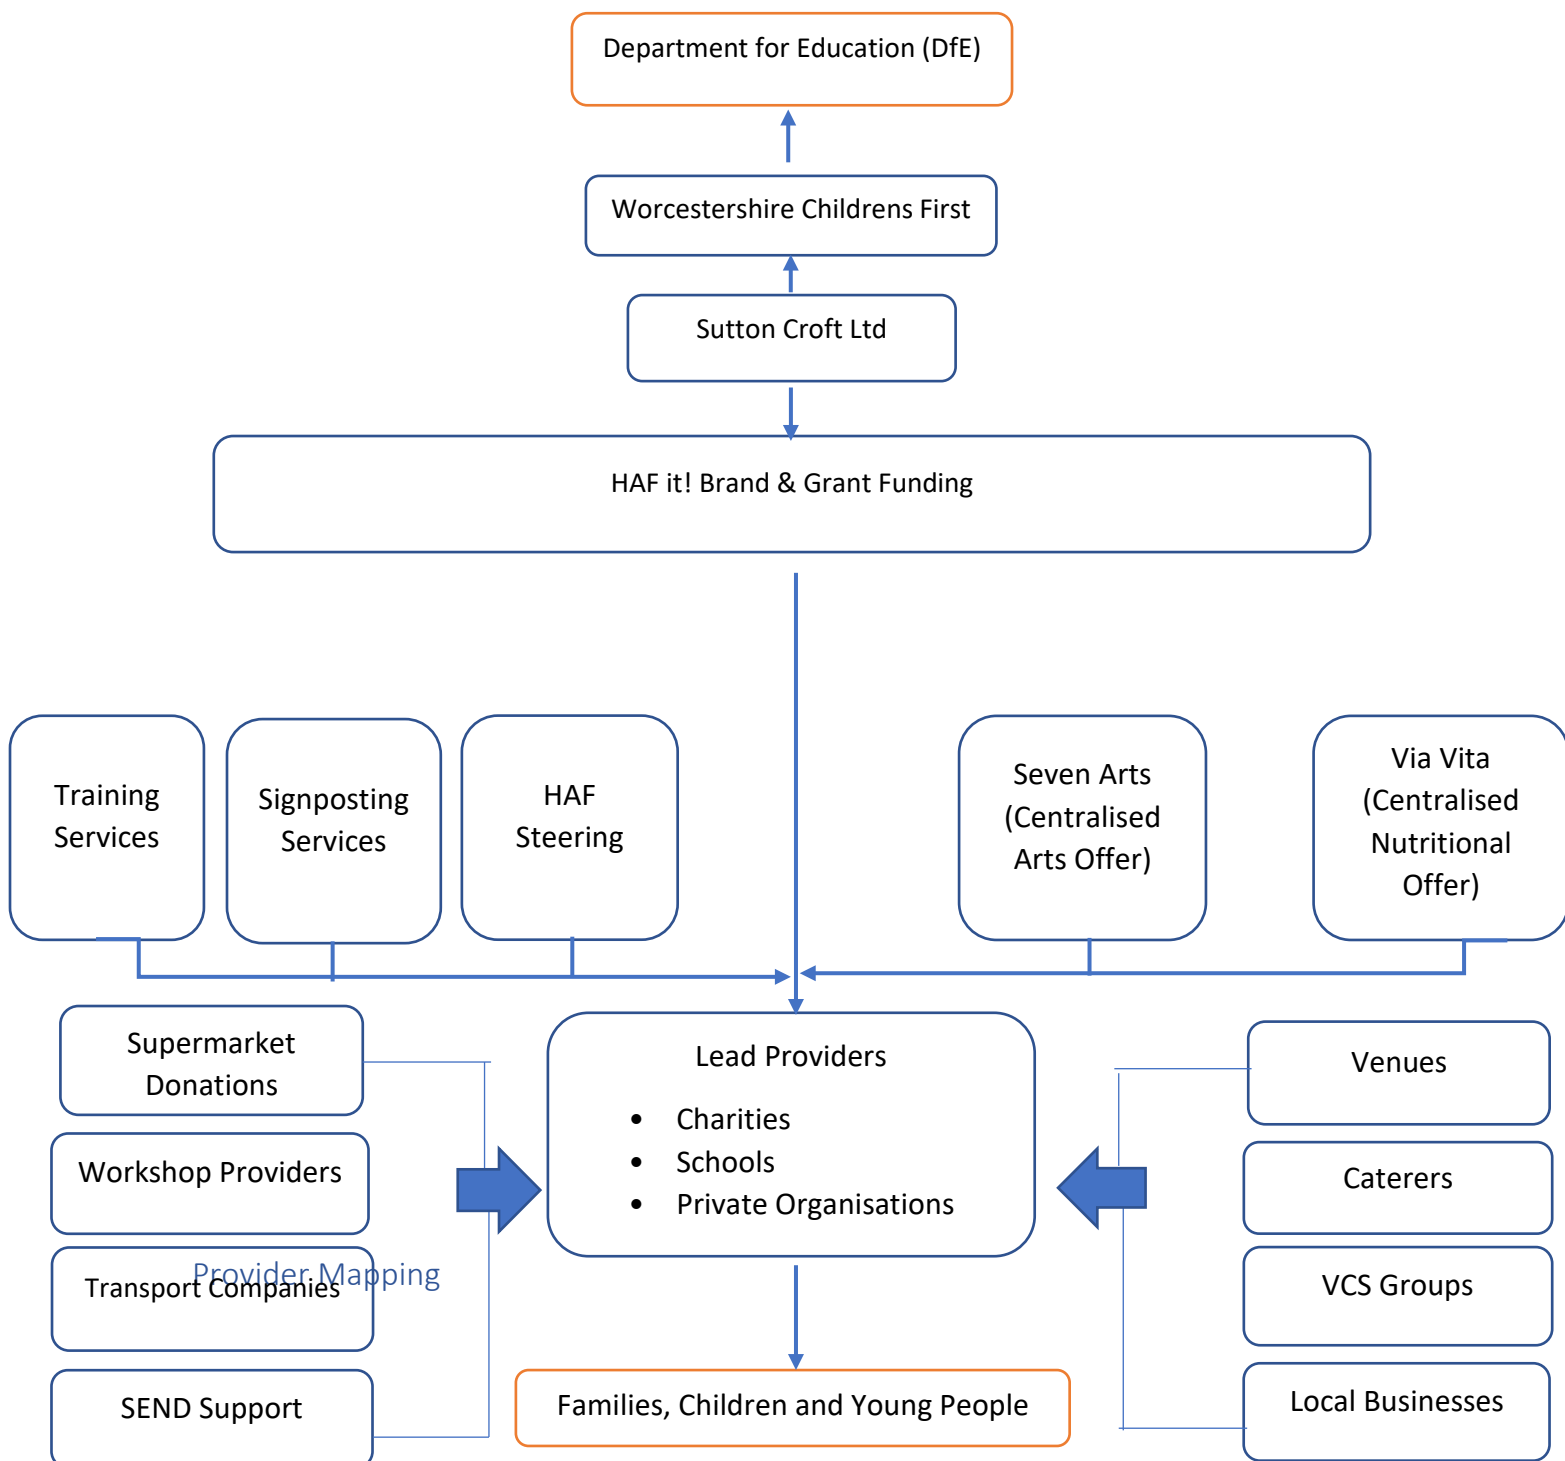 Department for Education (DfE)
Worcestershire Childrens First
Sutton Croft Ltd
HAF it! Brand & Grant Funding
Training
Services
Signposting
Services
HAF
Steering
Seven Arts
(Centralised
Arts Offer)
Via Vita
(Centralised
Nutritional
Offer)
Supermarket
Donations
Workshop Providers
Provider Mapping
Transport Companies
SEND Support
Lead Providers
• Charities
• Schools
• Private Organisations
Venues
Caterers
VCS Groups
Local Businesses
Families, Children and Young People